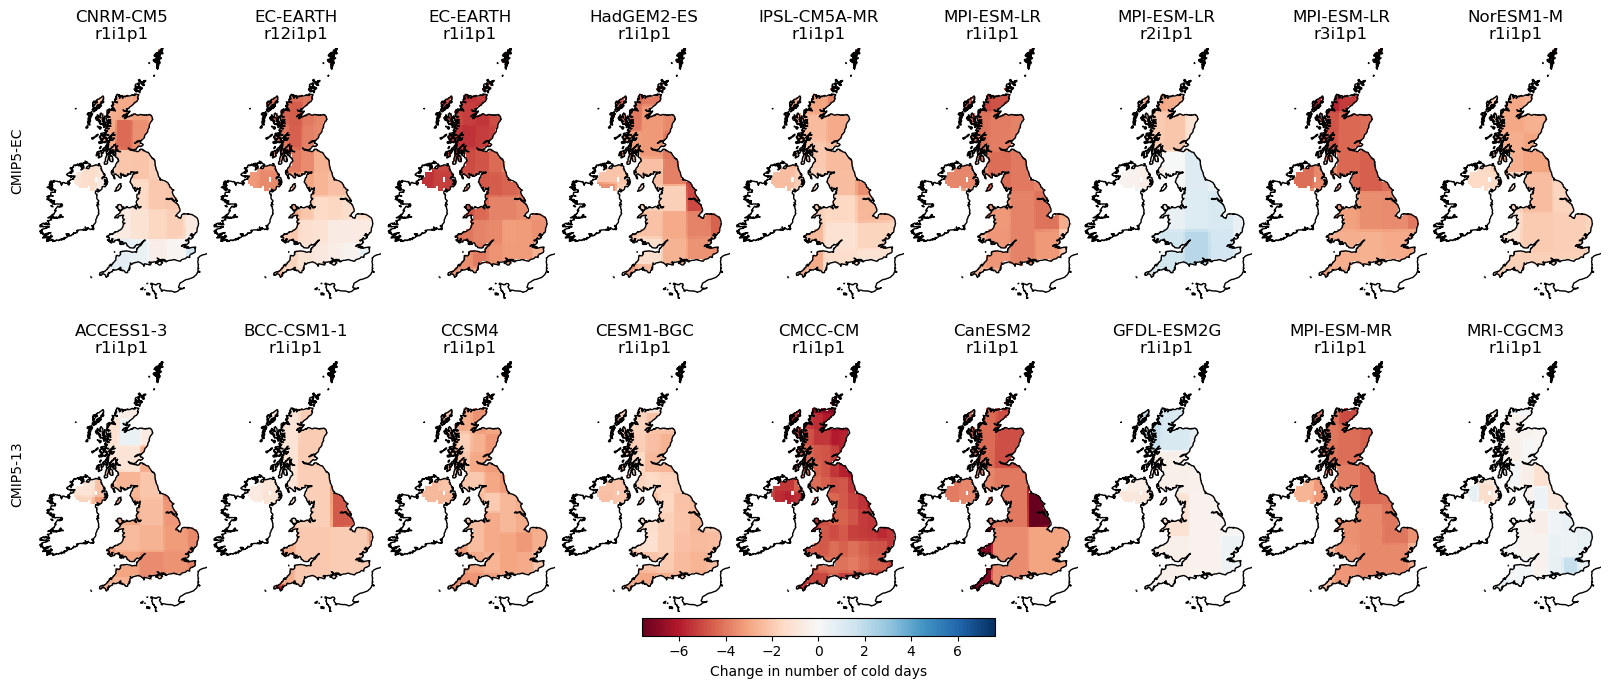 CNRM-CM5 EC-EARTH EC-EARTH HadGEM2-ES IPSL-CM5A-MR MPI-ESM-LR MPI-ESM-LR MPI-ESM-LR NorESM1-M
r1i1p1 r12i1p1 r1i1p1 r1i1p1 r1i1p1 r1i1p1 r2i1p1 r3i1p1 r1i1p1
CMIP5-EC
ACCESS1-3 BCC-CSM1-1 CCSM4 CESM1-BGC CMCC-CM CanESM2 GFDL-ESM2G MPI-ESM-MR MRI-CGCM3
r1i1p1 r1i1p1 r1i1p1 r1i1p1 r1i1p1 r1i1p1 r1i1p1 r1i1p1 r1i1p1
CMIP5-13
−6 −4 −2 0 2 4 6
Change in number of cold days